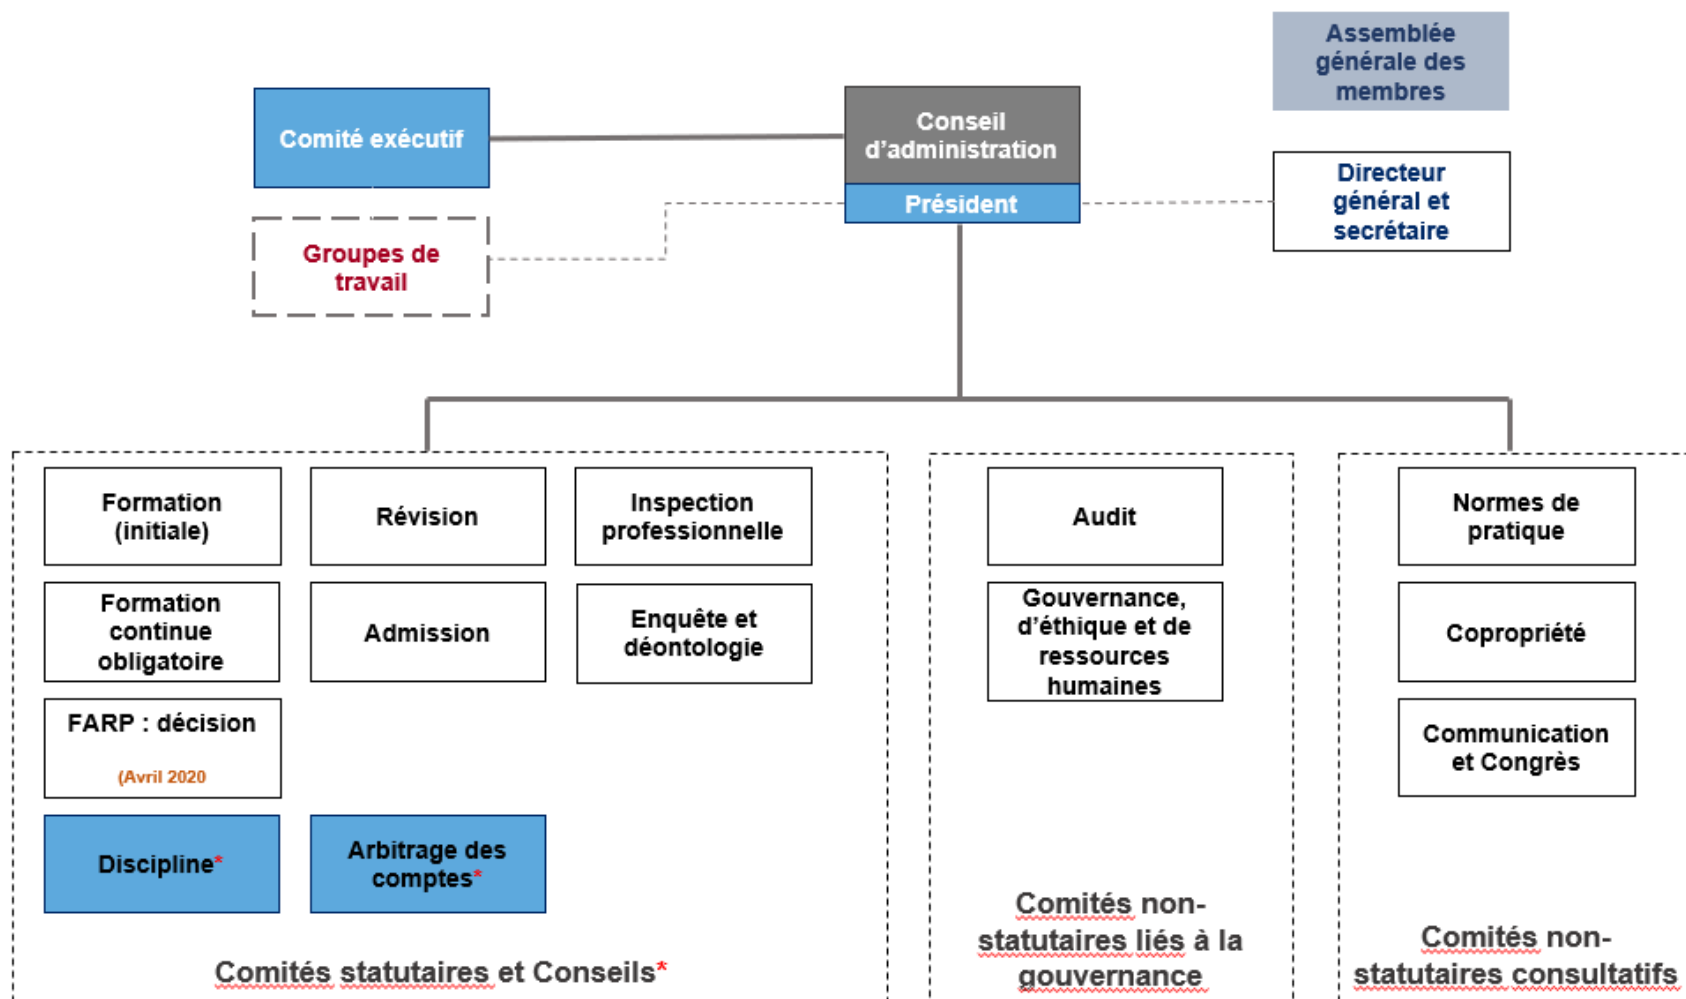 Assemblée
générale des
membres
Comité exécutif
Conseil
d’administration
Président
Directeur
général et
secrétaire
Groupes de
travail
Formation
(initiale)
Révision
Inspection
professionnelle
Formation
continue
obligatoire
Admission
Enquête et
déontologie
FARP : décision
(Avril 2020
Discipline*
Arbitrage des
comptes*
Comités statutaires et Conseils*
Audit
Gouvernance,
d’éthique et de
ressources
humaines
Comités non-
statutaires liés à la
gouvernance
Normes de
pratique
Copropriété
Communication
et Congrès
Comités non-
statutaires consultatifs